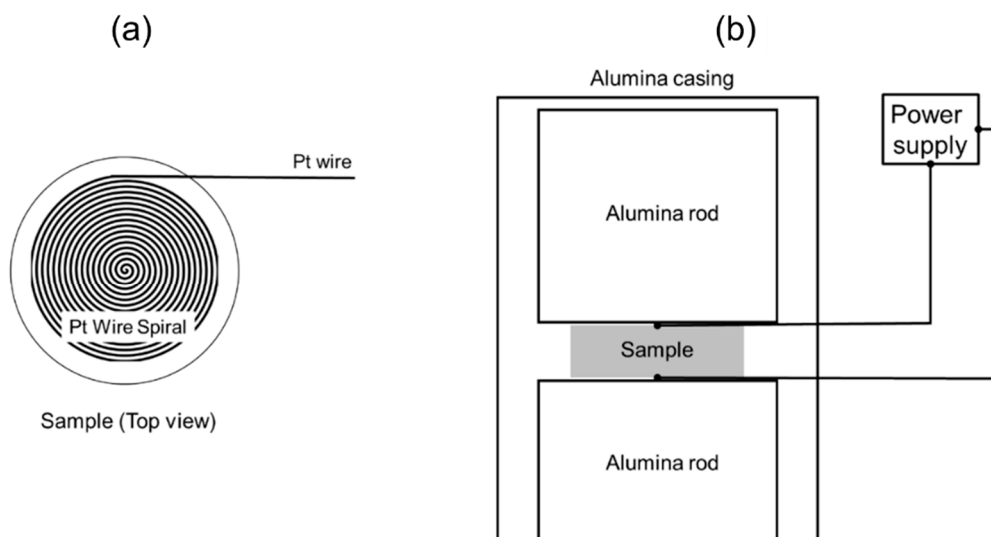 (a)
Pt wire
Pt Wire Spiral
Sample (Top view)
(b)
Alumina casing
Power
supply
Alumina rod
Sample
Alumina rod